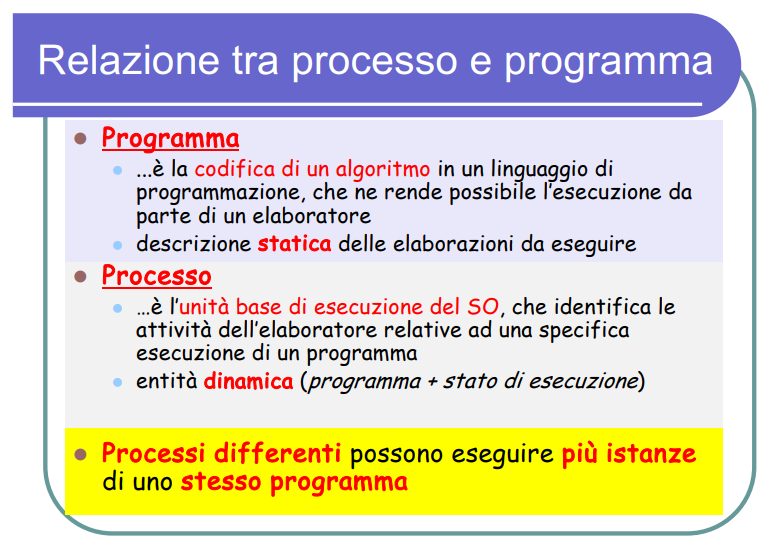 Relazione tra processo e programma
Programma
...è la codifica di un algoritmo in un linguaggio di
programmazione, che ne rende possibile l'esecuzione da
parte di un elaboratore
descrizione statica delle elaborazioni da eseguire
Processo
...è l'unità base di esecuzione del SO, che identifica le
attività dell'elaboratore relative ad una specifica
esecuzione di un programma
entità dinamica (programma + stato di esecuzione)
Processi differenti possono eseguire più istanze
di uno stesso programma